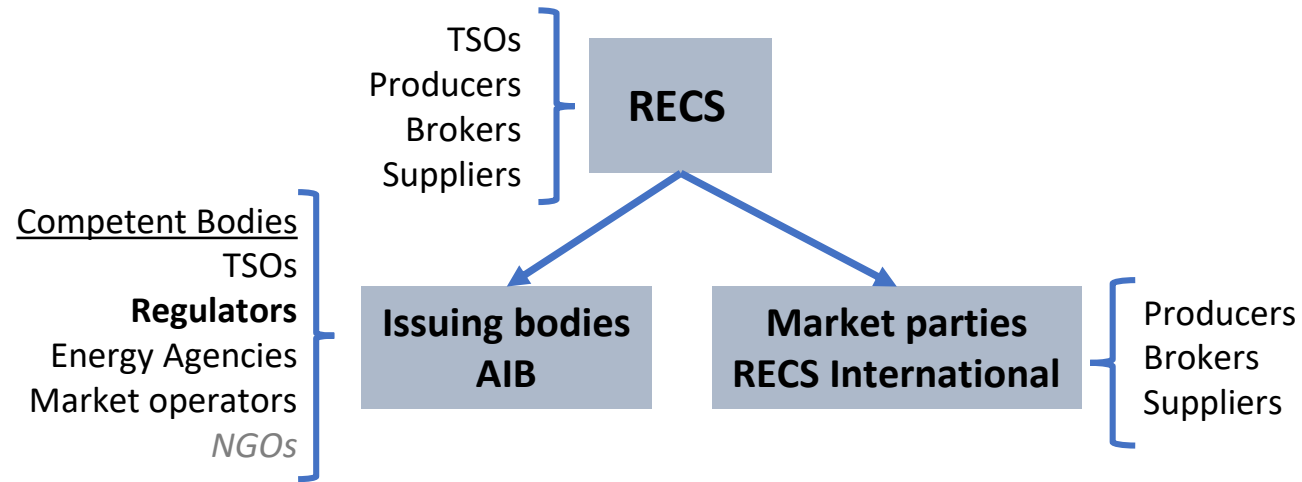 TSOs
Producers
Brokers
Suppliers
RECS
Competent Bodies
TSOs
Regulators
Energy Agencies
Market operators
NGOs
Issuing bodies
AIB
Market parties
RECS International
Producers
Brokers
Suppliers